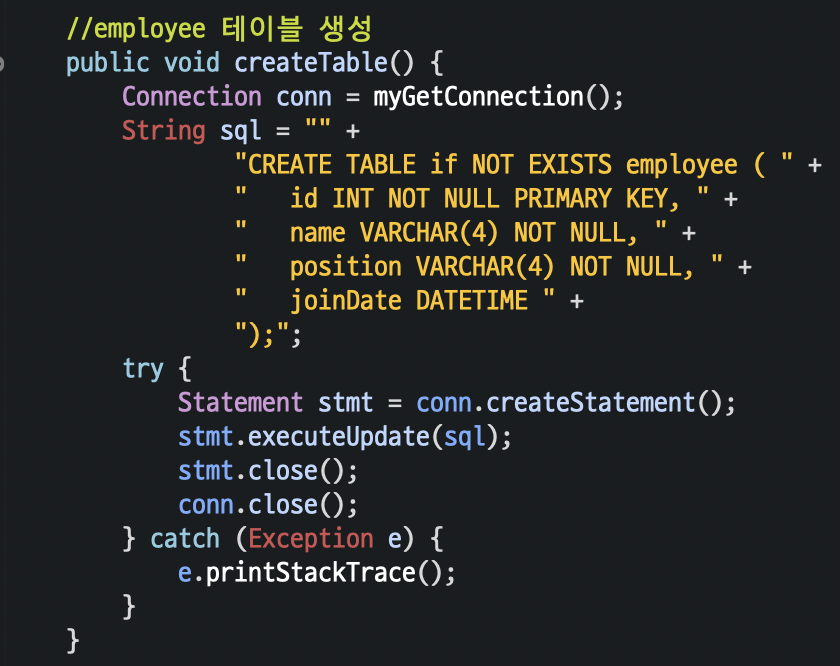 //employee 테이블 생성
public void createTable() {
Connection conn = myGetConnection();
String sql = "" +
"CREATE TABLE if NOT EXISTS employee ( " +
"   id INT NOT NULL PRIMARY KEY, " +
"   name VARCHAR(4) NOT NULL, " +
"   position VARCHAR(4) NOT NULL, " +
"   joinDate DATETIME " +
");";
try {
Statement stmt = conn.createStatement();
stmt.executeUpdate(sql);
stmt.close();
conn.close();
} catch (Exception e) {
e.printStackTrace();
}
}